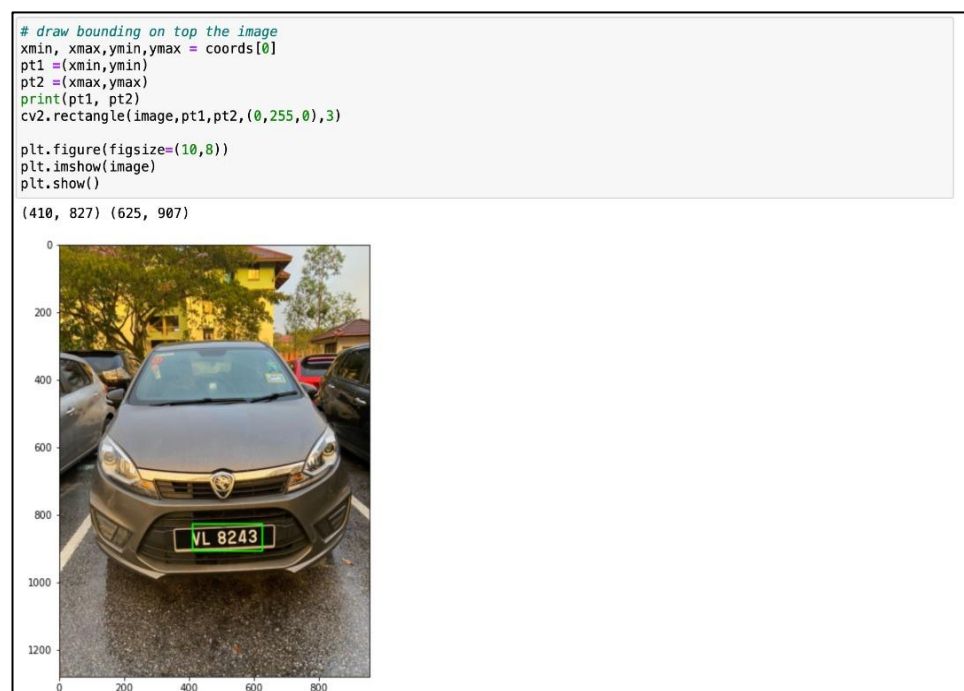 # draw bounding on top the image
xmin, xmax,ymin,ymax = coords[0]
pt1 =(xmin,ymin)
pt2 =(xmax,ymax)
print(pt1, pt2)
cv2.rectangle(image,pt1,pt2,(0,255,0),3)
plt.figure(figsize=(10,8))
plt.imshow(image)
plt.show()
(410, 827) (625, 907)
0
200
400
600
800
VL 8243
1000
1200
0 200 400 600 800